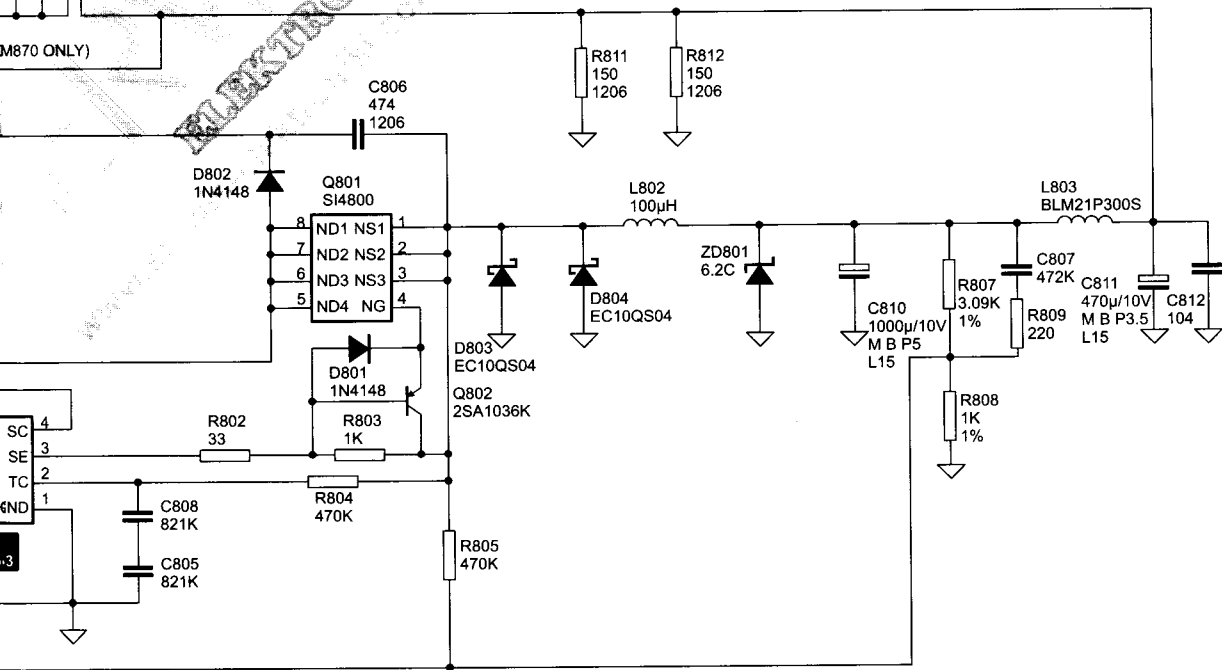 M870 ONLY)
ELEKTRO
R811
150
1206
R812
150
1206
C806
474
1206
D802
1N4148
Q801
SI4800
8 ND1 NS1 1
7 ND2 NS2 2
6 ND3 NS3 3
5 ND4 NG 4
L802
100µH
L803
BLM21P300S
ZD801
6.2C
D804
EC10QS04
D803
EC10QS04
C810
1000µ/10V
M B P5
L15
R807
3.09K
1%
C807
472K
R809
220
C811
470µ/10V
M B P3.5
L15
C812
104
D801
1N4148
Q802
2SA1036K
R808
1K
1%
R802
33
R803
1K
SC 4
SE 3
TC 2
GND 1
R804
470K
C808
821K
C805
821K
R805
470K